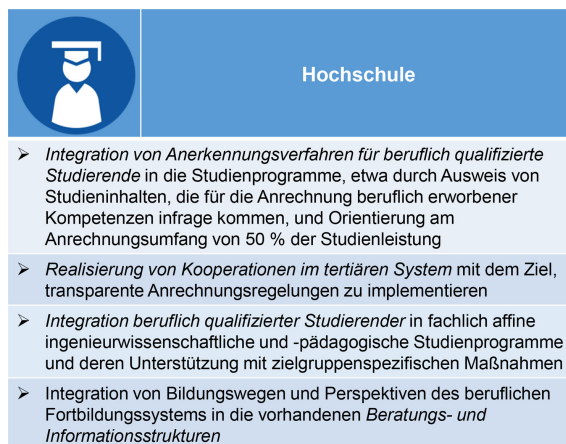 Hochschule
➢ Integration von Anerkennungsverfahren für beruflich qualifizierte
Studierende in die Studienprogramme, etwa durch Ausweis von
Studieninhalten, die für die Anrechnung beruflich erworbener
Kompetenzen infrage kommen, und Orientierung am
Anrechnungsumfang von 50 % der Studienleistung
➢ Realisierung von Kooperationen im tertiären System mit dem Ziel,
transparente Anrechnungsregelungen zu implementieren
➢ Integration beruflich qualifizierter Studierender in fachlich affine
ingenieurwissenschaftliche und -pädagogische Studienprogramme
und deren Unterstützung mit zielgruppenspezifischen Maßnahmen
➢ Integration von Bildungswegen und Perspektiven des beruflichen
Fortbildungssystems in die vorhandenen Beratungs- und
Informationsstrukturen